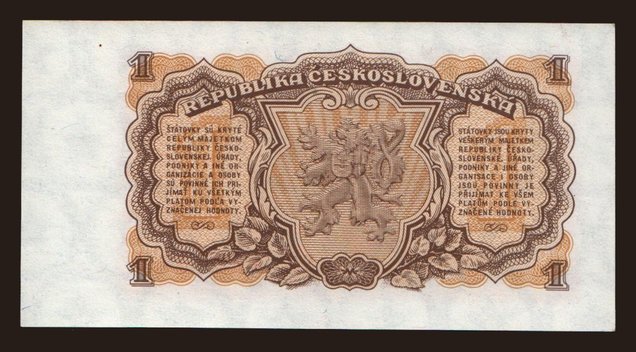 1 1
REPUBLIKA ČESKOSLOVENSKÁ
ŠTÁTOVKY SÚ KRYTÉ
CELÝM MAJETKOM
REPUBLIKY ČESKO-
SLOVENSKEJ. ÚRADY,
PODNIKY A INÉ OR-
GANIZÁCIE A OSOBY
SÚ POVINNÉ ICH PRI-
JÍMAŤ KU VŠETKÝM
PLATOM PODĽA VY-
ZNAČENEJ HODNOTY.
STÁTOVKY JSOU KRYTY
VEŠKERÝM MAJETKEM
REPUBLIKY ČESKO-
SLOVENSKÉ. ÚŘADY,
PODNIKY A JINÉ OR-
GANISACE I OSOBY
JSOU POVINNY JE
PŘIJÍMAT KE VŠEM
PLATŮM PODLE VY-
ZNAČENÉ HODNOTY.
1 1